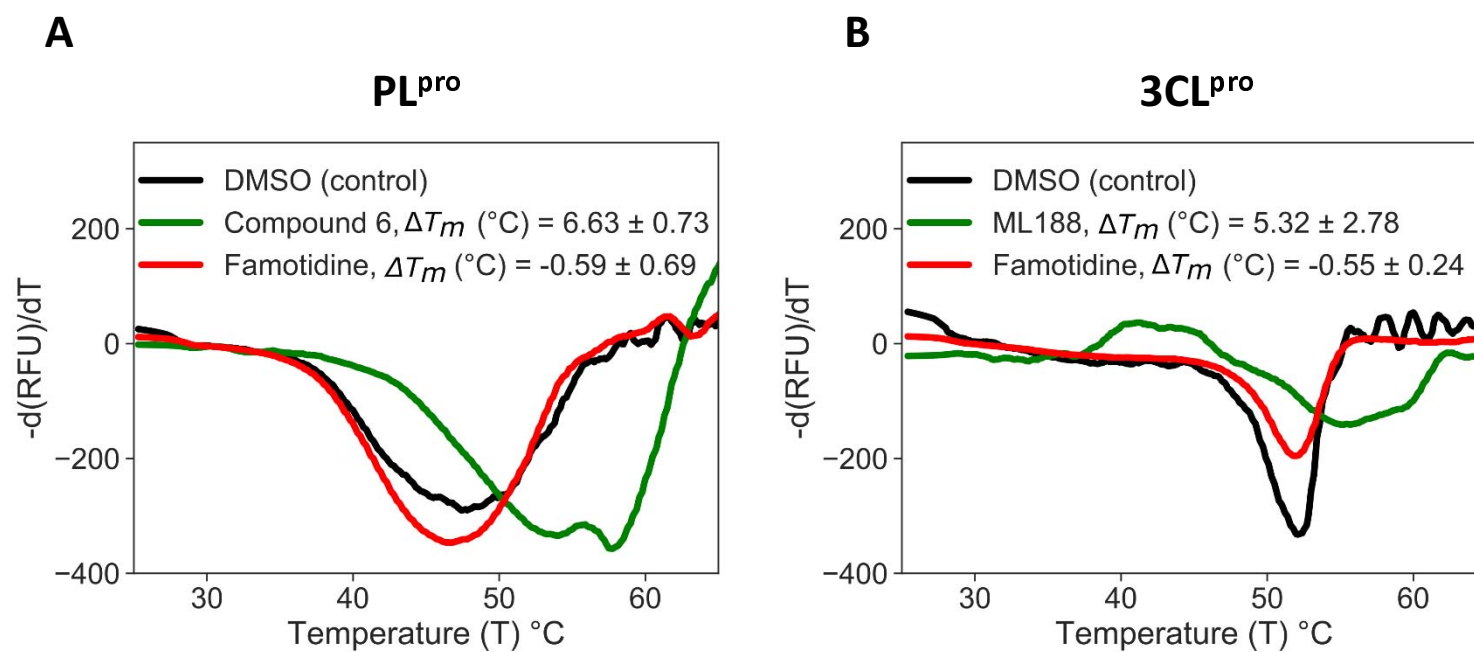 A
PLpro
DMSO (control)
Compound 6, ΔTm (°C) = 6.63 ± 0.73
Famotidine, ΔTm (°C) = -0.59 ± 0.69
200
0
−200
−400
-d(RFU)/dT
30 40 50 60
Temperature (T) °C
B
3CLpro
DMSO (control)
ML188, ΔTm (°C) = 5.32 ± 2.78
Famotidine, ΔTm (°C) = -0.55 ± 0.24
200
0
−200
−400
-d(RFU)/dT
30 40 50 60
Temperature (T) °C